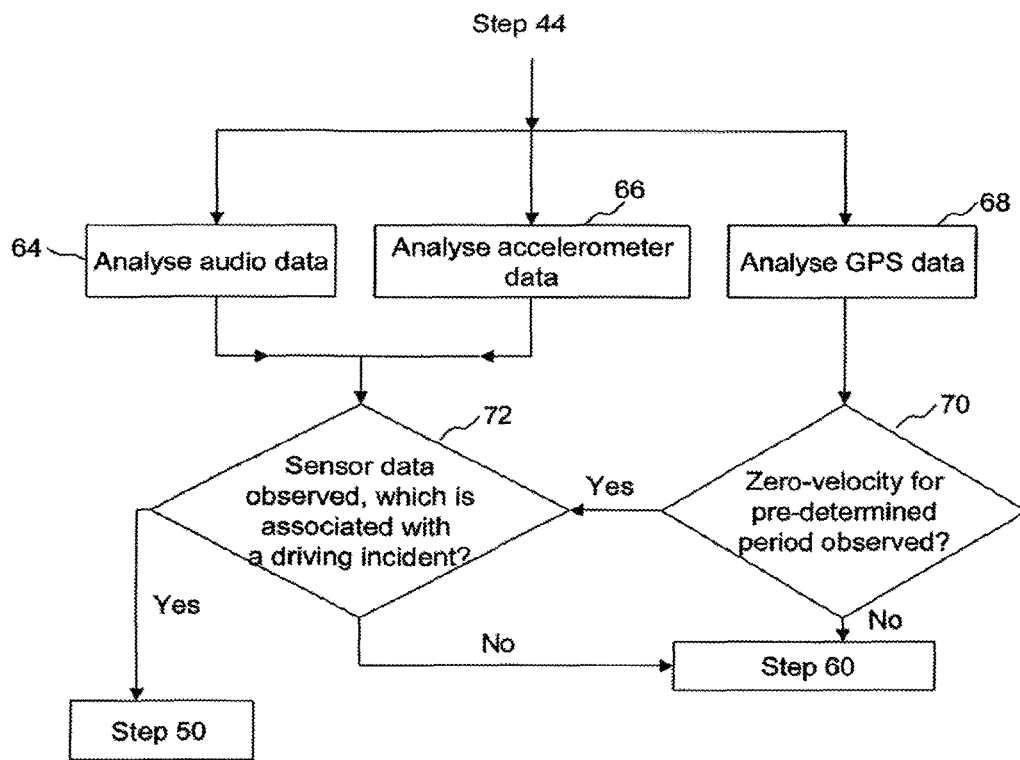 Step 44
66
68
64
Analyse audio data
Analyse accelerometer
data
Analyse GPS data
72
70
Sensor data
observed, which is
associated with
a driving incident?
Yes
Zero-velocity for
pre-determined
period observed?
Yes
No
No
Step 60
Step 50